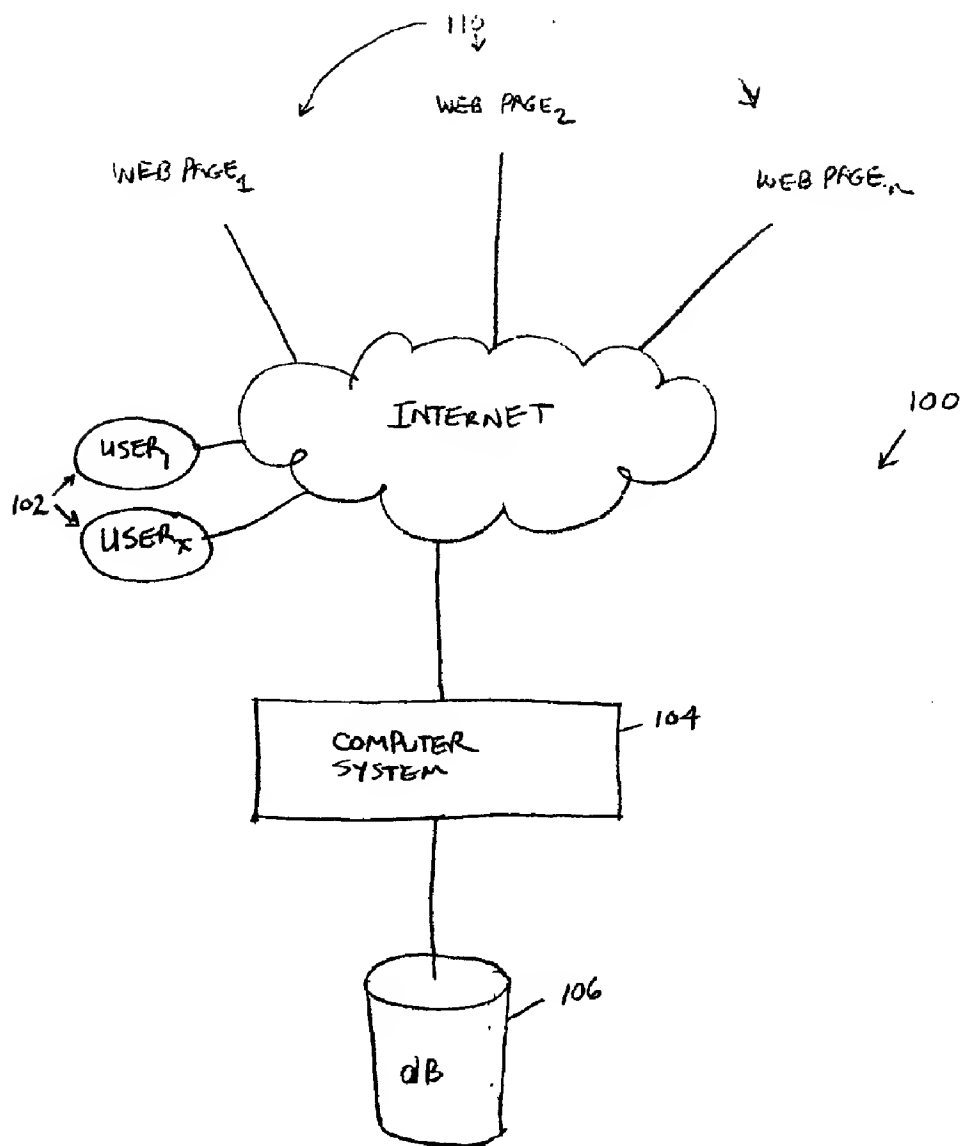 110
WEB PAGE₂
WEB PAGE₁
WEB PAGEₙ
INTERNET
100
USER₁
102
USERₓ
104
COMPUTER
SYSTEM
106
dB